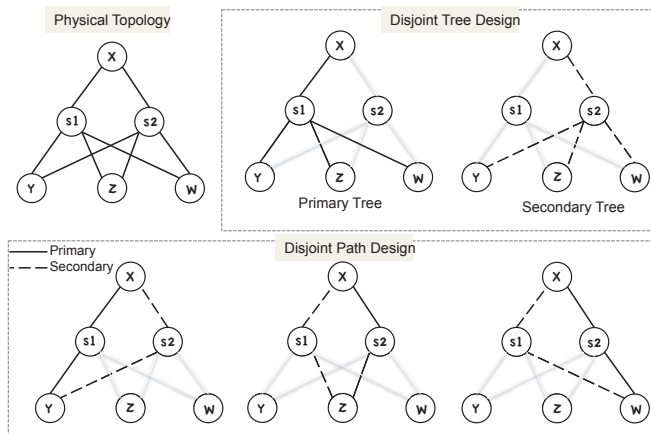 Physical Topology
X
s1 s2
Y Z W
Disjoint Tree Design
X
s1 s2
Y Z W
Primary Tree
X
s1 s2
Y Z W
Secondary Tree
Disjoint Path Design
Primary
Secondary
X
s1 s2
Y Z W
X
s1 s2
Y Z W
X
s1 s2
Y Z W